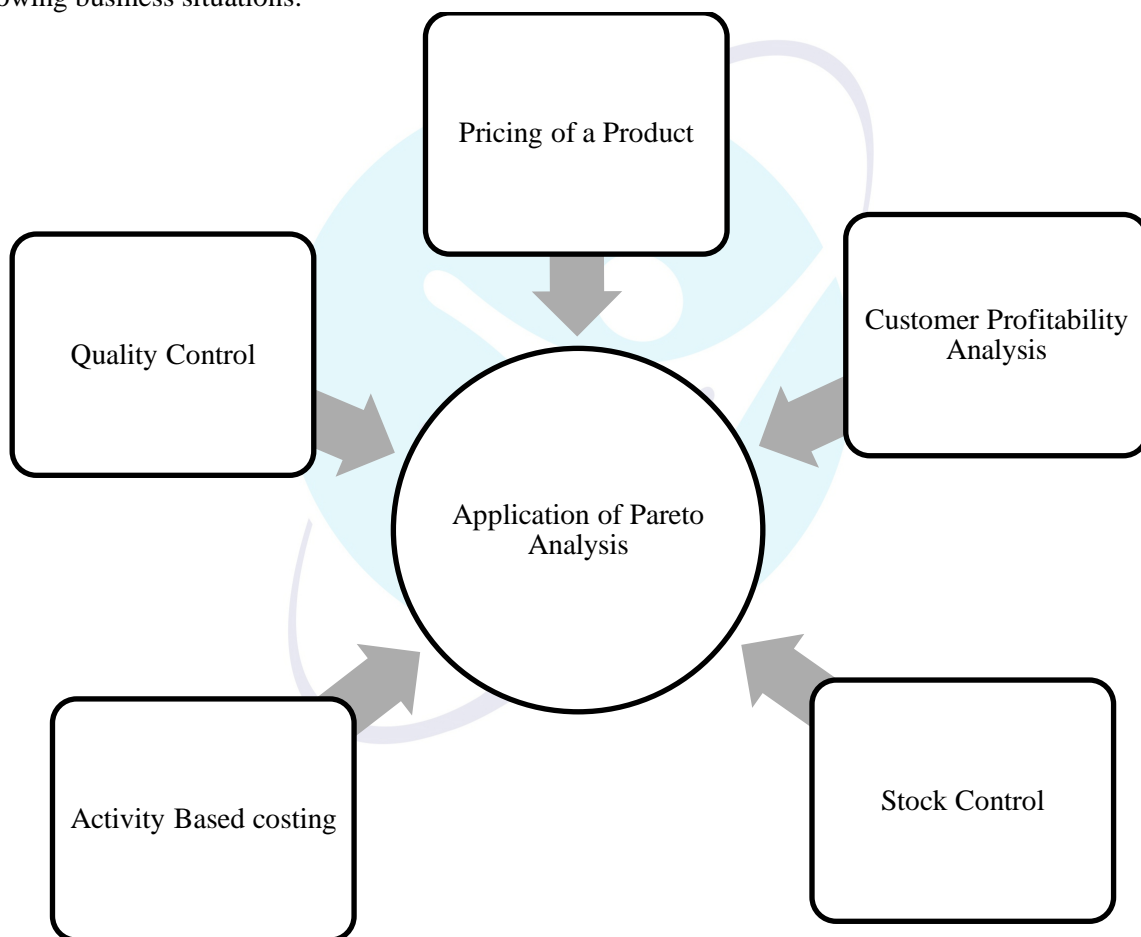 business situations:
Pricing of a Product
Customer Profitability
Analysis
Quality Control
Application of Pareto
Analysis
Activity Based costing
Stock Control